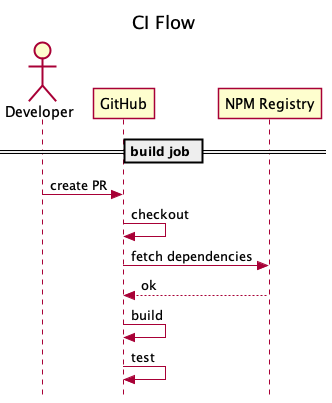 CI Flow
Developer
GitHub
NPM Registry
build job
create PR
checkout
fetch dependencies
ok
build
test